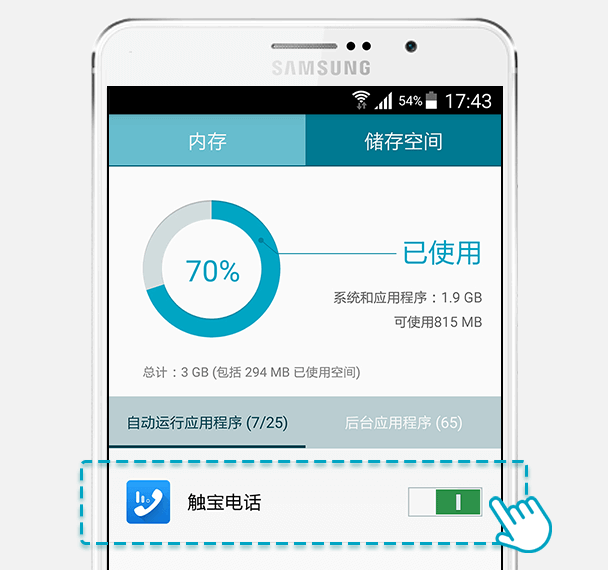 SAMSUNG
54% 17:43
内存 储存空间
70%
已使用
系统和应用程序：1.9 GB
可使用815 MB
总计：3 GB (包括 294 MB 已使用空间)
自动运行应用程序 (7/25) 后台应用程序 (65)
触宝电话